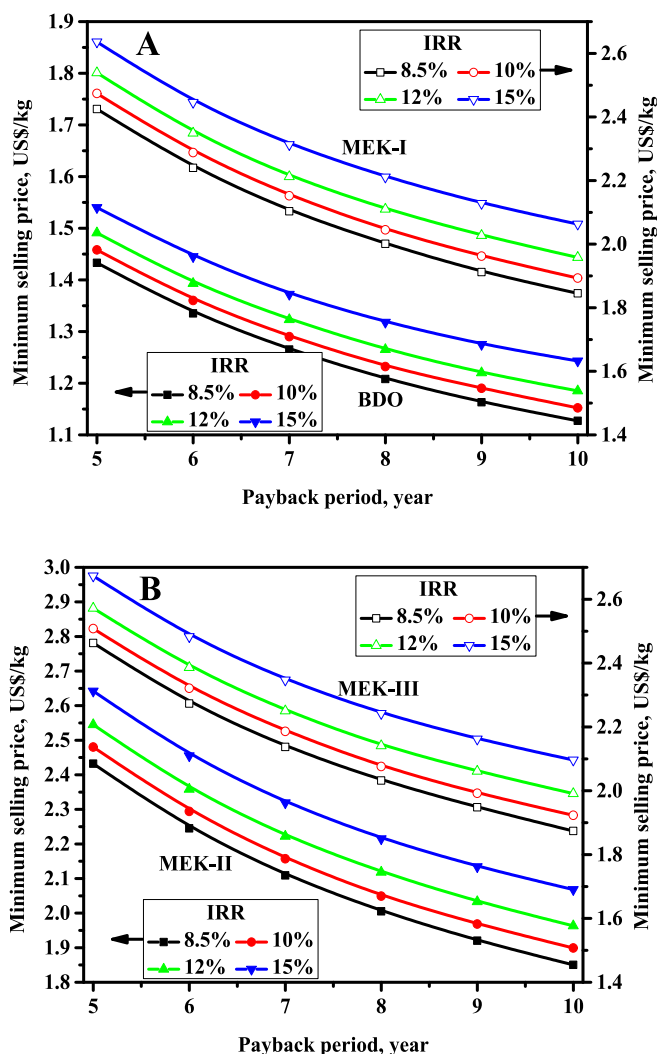 A
IRR
8.5% 10%
12% 15%
MEK-I
BDO
IRR
8.5% 10%
12% 15%
1.9
1.8
1.7
1.6
1.5
1.4
1.3
1.2
1.1
2.6
2.4
2.2
2.0
1.8
1.6
1.4
5 6 7 8 9 10
Minimum selling price, US$/kg
Minimum selling price, US$/kg
Payback period, year
B
IRR
8.5% 10%
12% 15%
MEK-III
MEK-II
IRR
8.5% 10%
12% 15%
3.0
2.9
2.8
2.7
2.6
2.5
2.4
2.3
2.2
2.1
2.0
1.9
1.8
2.6
2.4
2.2
2.0
1.8
1.6
1.4
5 6 7 8 9 10
Minimum selling price, US$/kg
Minimum selling price, US$/kg
Payback period, year